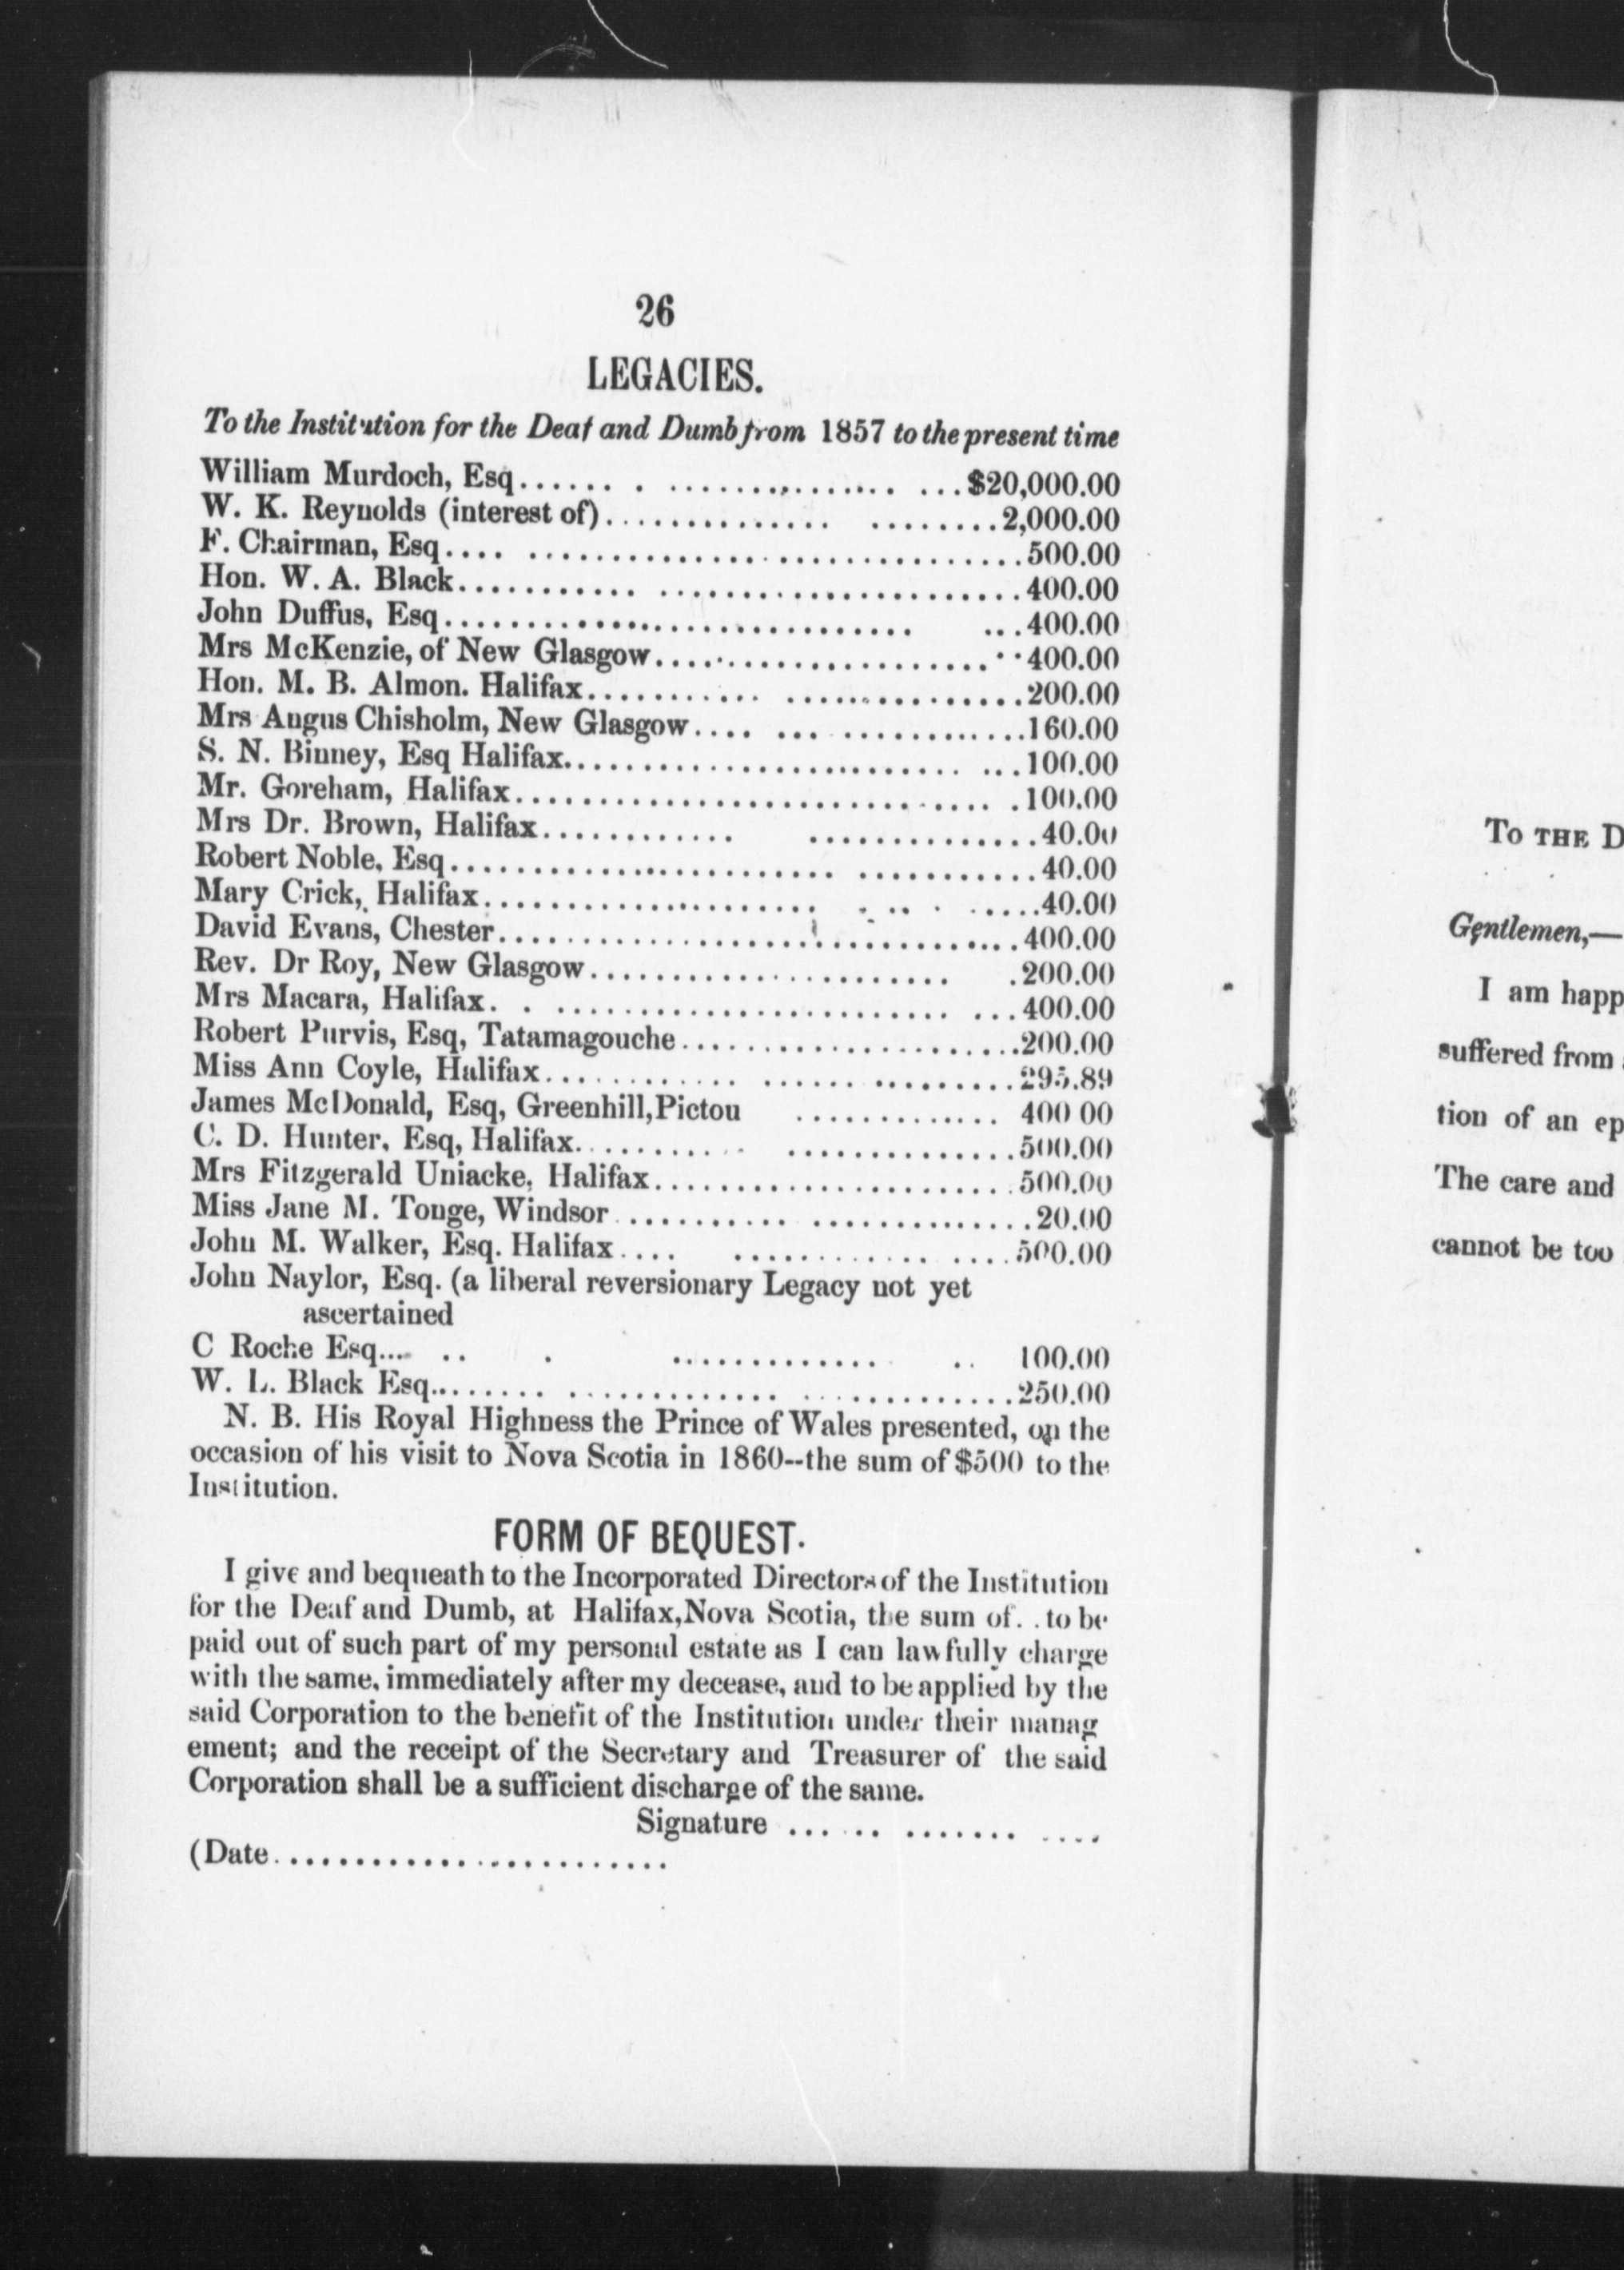 26
LEGACIES.
To the Institution for the Deaf and Dumb from 1857 to the present time
William Murdoch, Esq...... . .............. ...$20,000.00
W. K. Reynolds (interest of)............... ........2,000.00
F. Chairman, Esq.... ..............................500.00
Hon. W. A. Black........... ......................400.00
John Duffus, Esq............................. ...400.00
Mrs McKenzie, of New Glasgow.......................400.00
Hon. M. B. Almon. Halifax........... ...............200.00
Mrs Angus Chisholm, New Glasgow.... ... ...........160.00
S. N. Binney, Esq Halifax........................ ...100.00
Mr. Goreham, Halifax............................. .100.00
Mrs Dr. Brown, Halifax............ ..............40.00
Robert Noble, Esq........................ ...........40.00
Mary Crick, Halifax..................... . .. . .....40.00
David Evans, Chester................................400.00
Rev. Dr Roy, New Glasgow...................... .200.00
Mrs Macara, Halifax. . ......................... ...400.00
Robert Purvis, Esq, Tatamagouche.....................200.00
Miss Ann Coyle, Halifax............ ....... .........295.89
James McDonald, Esq, Greenhill,Pictou ............. 400 00
C. D. Hunter, Esq, Halifax........... ...............500.00
Mrs Fitzgerald Uniacke, Halifax......................500.00
Miss Jane M. Tonge, Windsor .......... ..............20.00
John M. Walker, Esq. Halifax.... ............ ....500.00
John Naylor, Esq. (a liberal reversionary Legacy not yet
ascertained
C Roche Esq... .. . ............. .. 100.00
W. L. Black Esq........ ............. ............250.00
N. B. His Royal Highness the Prince of Wales presented, on the
occasion of his visit to Nova Scotia in 1860--the sum of $500 to the
Institution.
FORM OF BEQUEST.
I give and bequeath to the Incorporated Directors of the Institution
for the Deaf and Dumb, at Halifax,Nova Scotia, the sum of. . to be
paid out of such part of my personal estate as I can lawfully charge
with the same, immediately after my decease, and to be applied by the
said Corporation to the benefit of the Institution under their manag
ement; and the receipt of the Secretary and Treasurer of the said
Corporation shall be a sufficient discharge of the same.
Signature ... ... ....... ....
(Date........................
To THE D
Gentlemen,—
I am happ
suffered from
tion of an ep
The care and
cannot be too